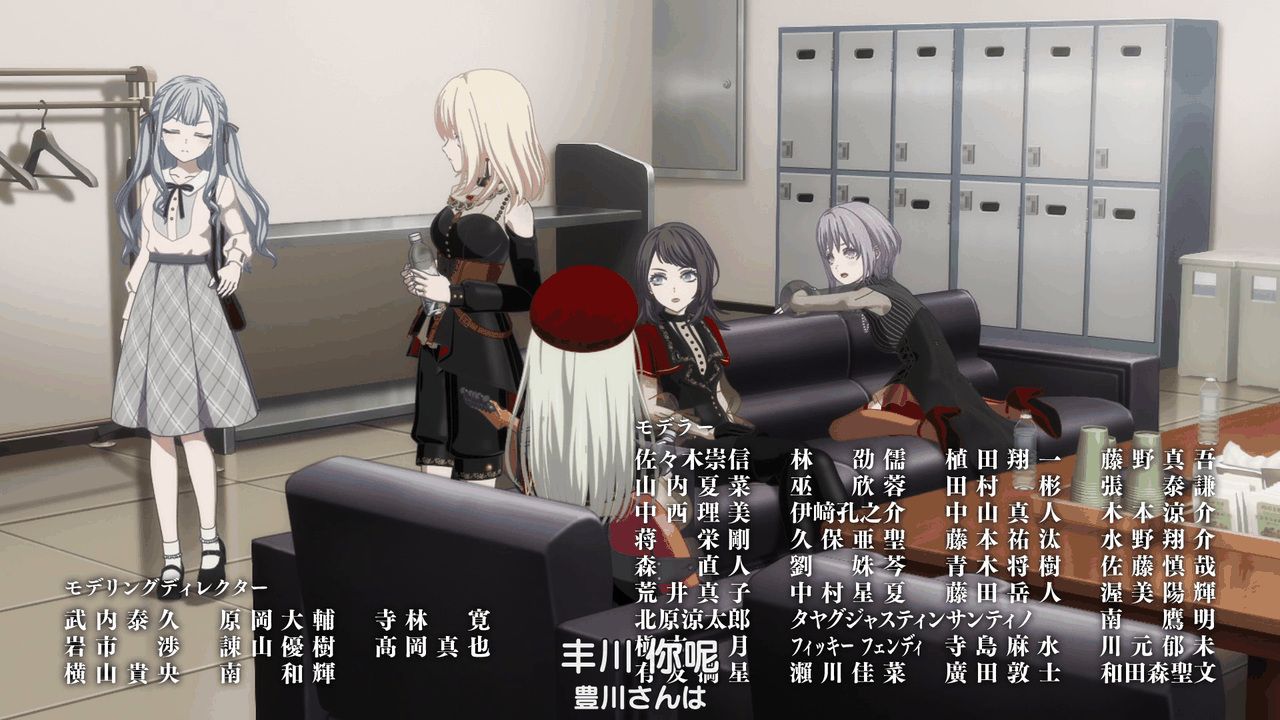 モデリングディレクター
武内泰久 原岡大輔 寺林 寛
岩市 渉 諌山優樹 髙岡真也
横山貴央 南 和輝
モデラー
佐々木崇信 林 劭儒 植田翔一 藤野真吾
山内夏菜 巫 欣蓉 田村 彬 張 泰謙
中西理美 伊﨑孔之介 中山真人 木本涼介
蒋 栄剛 久保亜聖 藤本祐汰 水野翔介
森 直人 劉 姝芩 青木将樹 佐藤慎哉
荒井真子 中村星夏 藤田岳人 渥美陽輝
北原涼太郎 タヤグジャスティンサンティノ 南 鷹明
月 フィッキー フェンディ 寺島麻水 川元郁未
星 瀬川佳菜 廣田敦士 和田森聖文
丰川 你呢
豊川さんは